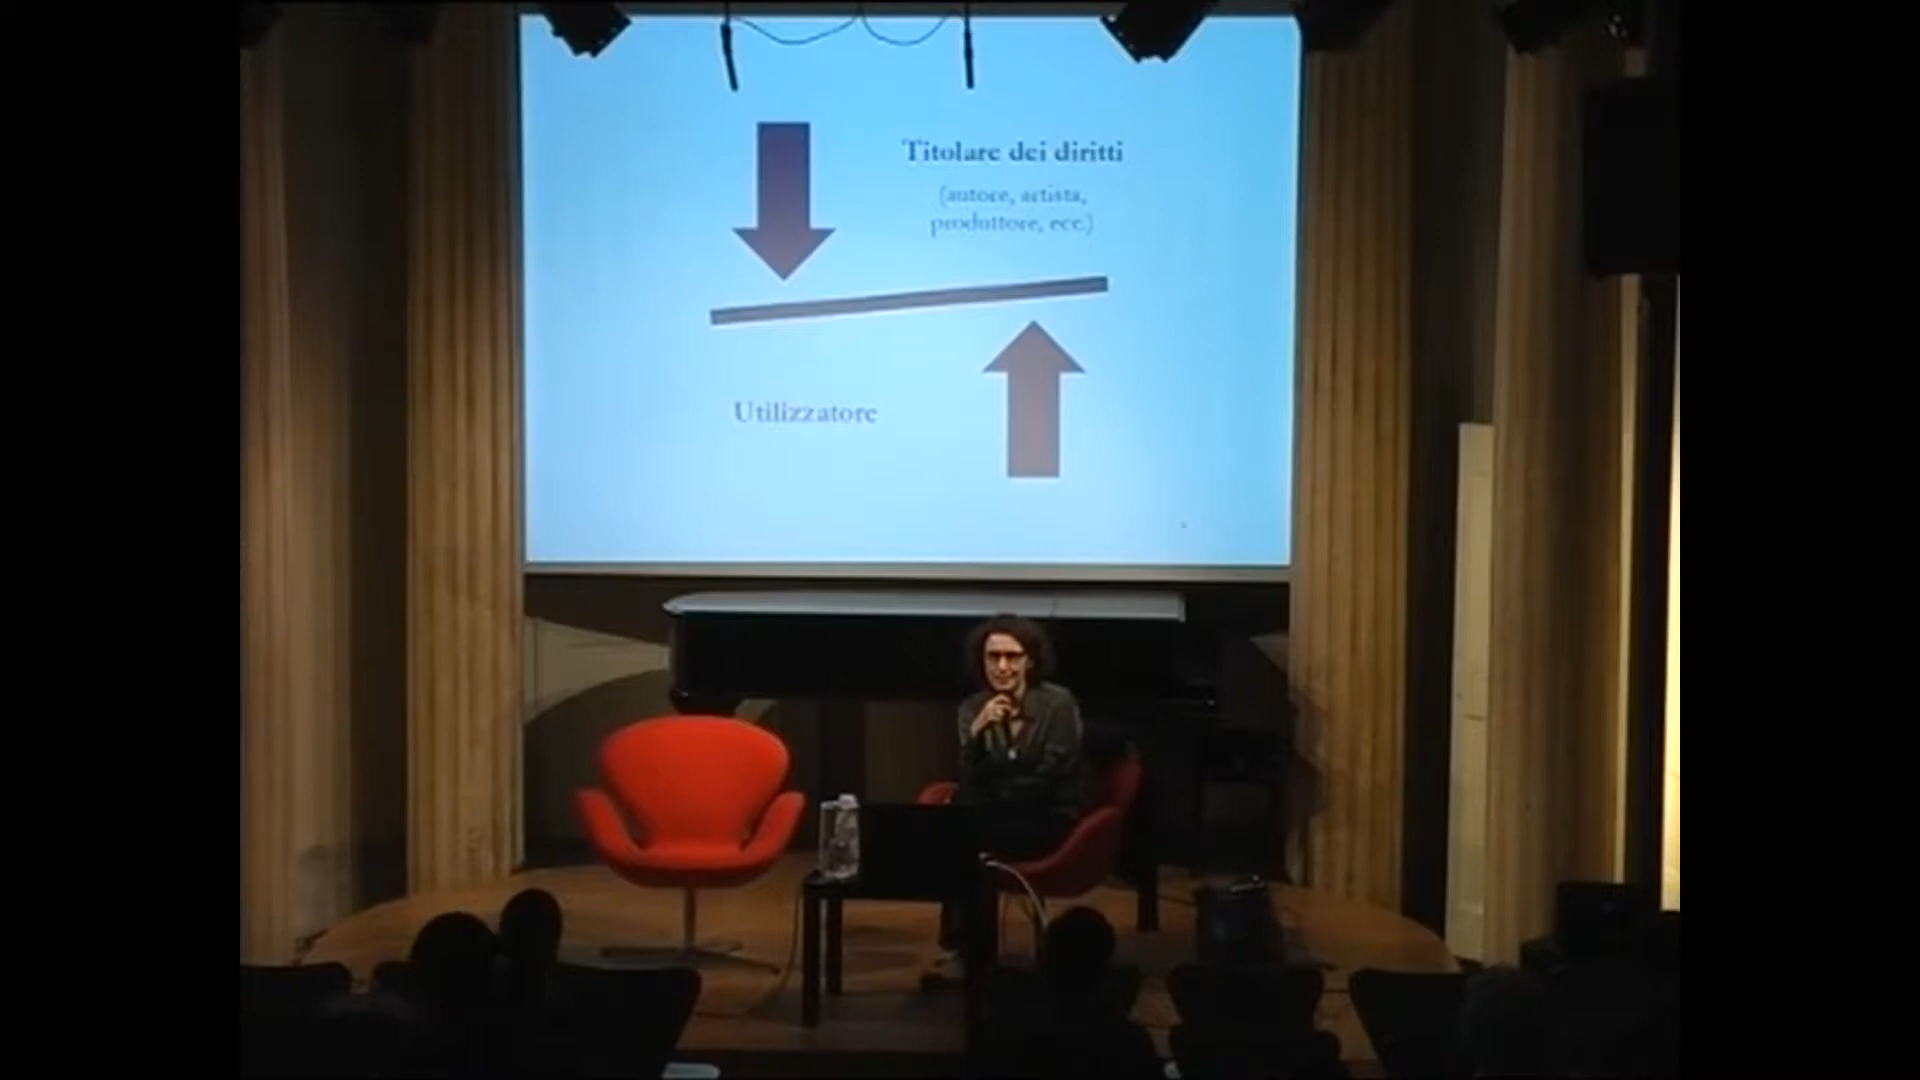 Titolare dei diritti
(autore, artista,
produttore, ecc.)
Utilizzatore